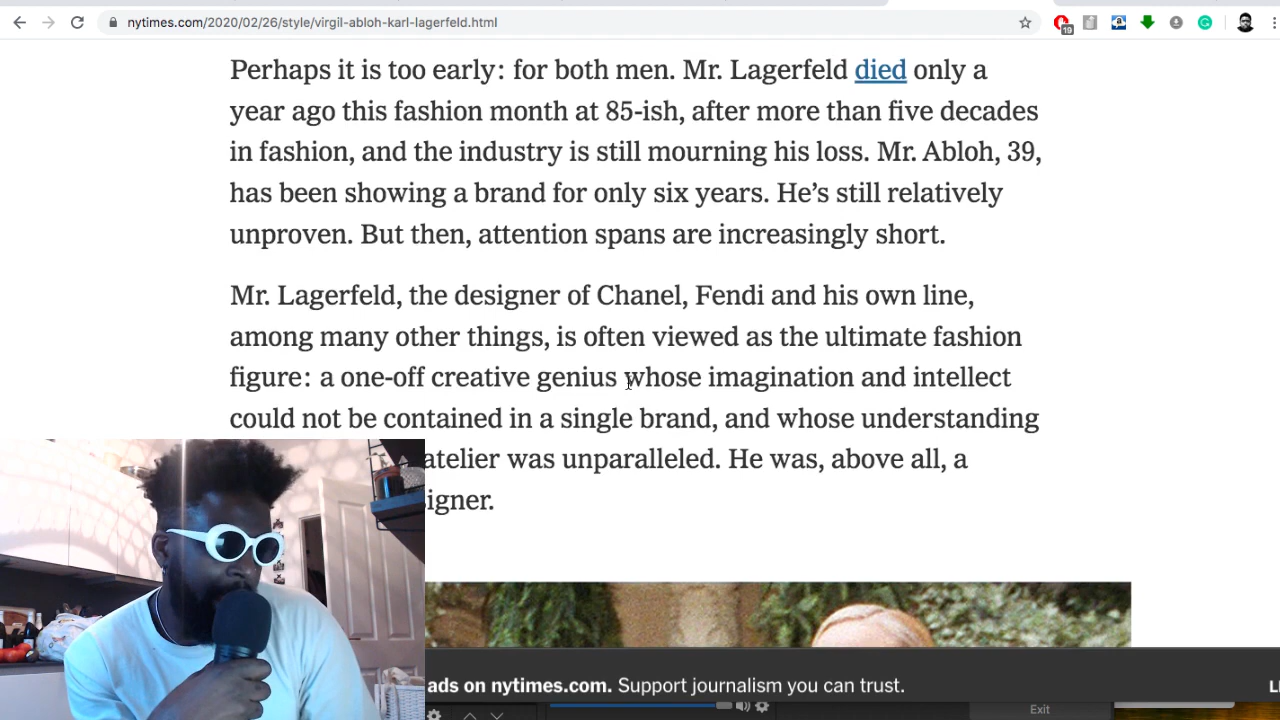 nytimes.com/2020/02/26/style/virgil-abloh-karl-lagerfeld.html
19
Perhaps it is too early: for both men. Mr. Lagerfeld died only a
year ago this fashion month at 85-ish, after more than five decades
in fashion, and the industry is still mourning his loss. Mr. Abloh, 39,
has been showing a brand for only six years. He’s still relatively
unproven. But then, attention spans are increasingly short.
Mr. Lagerfeld, the designer of Chanel, Fendi and his own line,
among many other things, is often viewed as the ultimate fashion
figure: a one-off creative genius whose imagination and intellect
could not be contained in a single brand, and whose understanding
atelier was unparalleled. He was, above all, a
igner.
ads on nytimes.com. Support journalism you can trust.
Exit